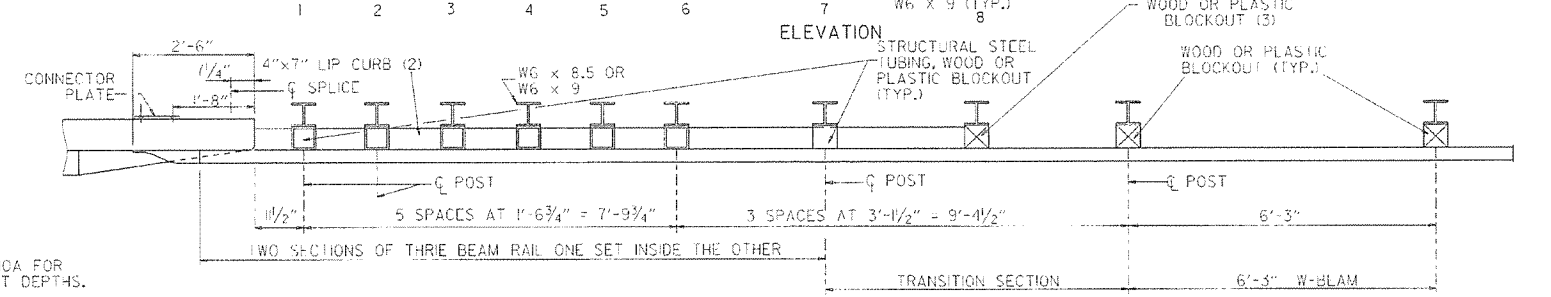 1 2 3 4 5 6 7 8
W6 x 9 (TYP.)
WOOD OR PLASTIC
BLOCKOUT (3)
ELEVATION
2'-6"
7 1/4"
4"x7" LIP CURB (2)
CONNECTOR
PLATE
℄ SPLICE
1'-8"
W6 x 8.5 OR
W6 x 9
STRUCTURAL STEEL
TUBING, WOOD OR
PLASTIC BLOCKOUT
(TYP.)
WOOD OR PLASTIC
BLOCKOUT (TYP.)
℄ POST
℄ POST
℄ POST
11 1/2"
5 SPACES AT 1'-6 3/4" = 7'-9 3/4"
3 SPACES AT 3'-1 1/2" = 9'-4 1/2"
6'-3"
TWO SECTIONS OF THRIE BEAM RAIL ONE SET INSIDE THE OTHER
OA FOR
T DEPTHS.
TRANSITION SECTION
6'-3" W-BEAM